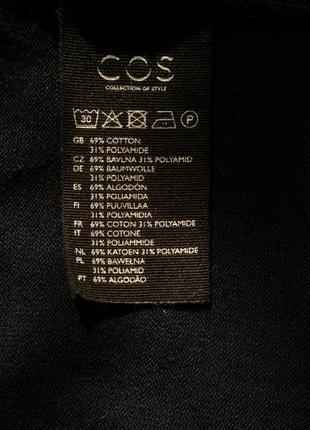 COS
COLLECTION OF STYLE
30 P
GB 69% COTTON
31% POLYAMIDE
CZ 69% BAVLNA 31% POLYAMID
DE 69% BAUMWOLLE
31% POLYAMID
ES 69% ALGODÓN
31% POLIAMIDA
FI 69% PUUVILLAA
31% POLYAMIDIA
FR 69% COTON 31% POLYAMIDE
IT 69% COTONE
31% POLIAMMIDE
NL 69% KATOEN 31% POLYAMIDE
PL 69% BAWEŁNA
31% POLIAMID
PT 69% ALGODÃO